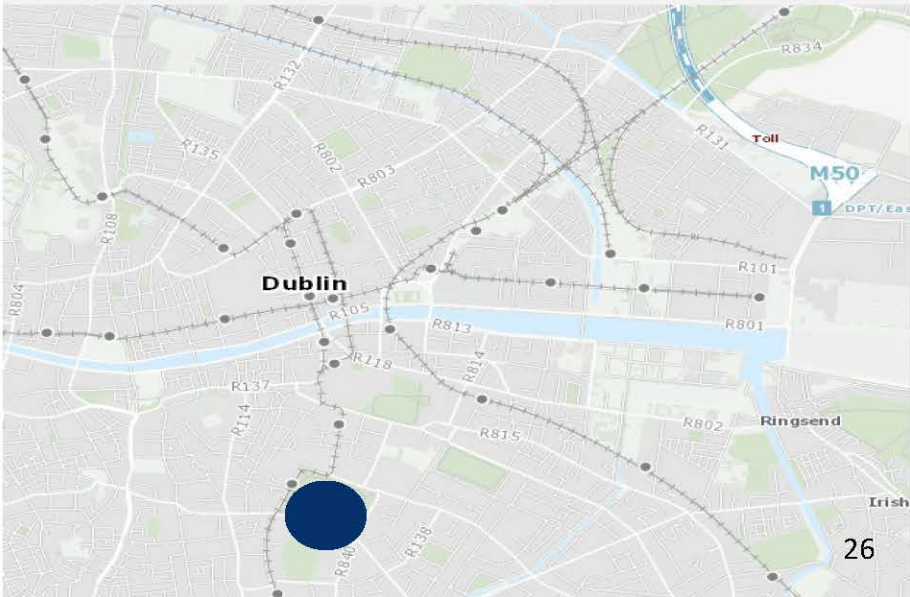 R834
R132
R131
Toll
R135
R802
M50
R803
1 DPT/Eas
R108
R101
Dublin
R804
R105
R813
R801
R118
R814
R137
R114
R802
Ringsend
R815
Irish
R138
R840
26